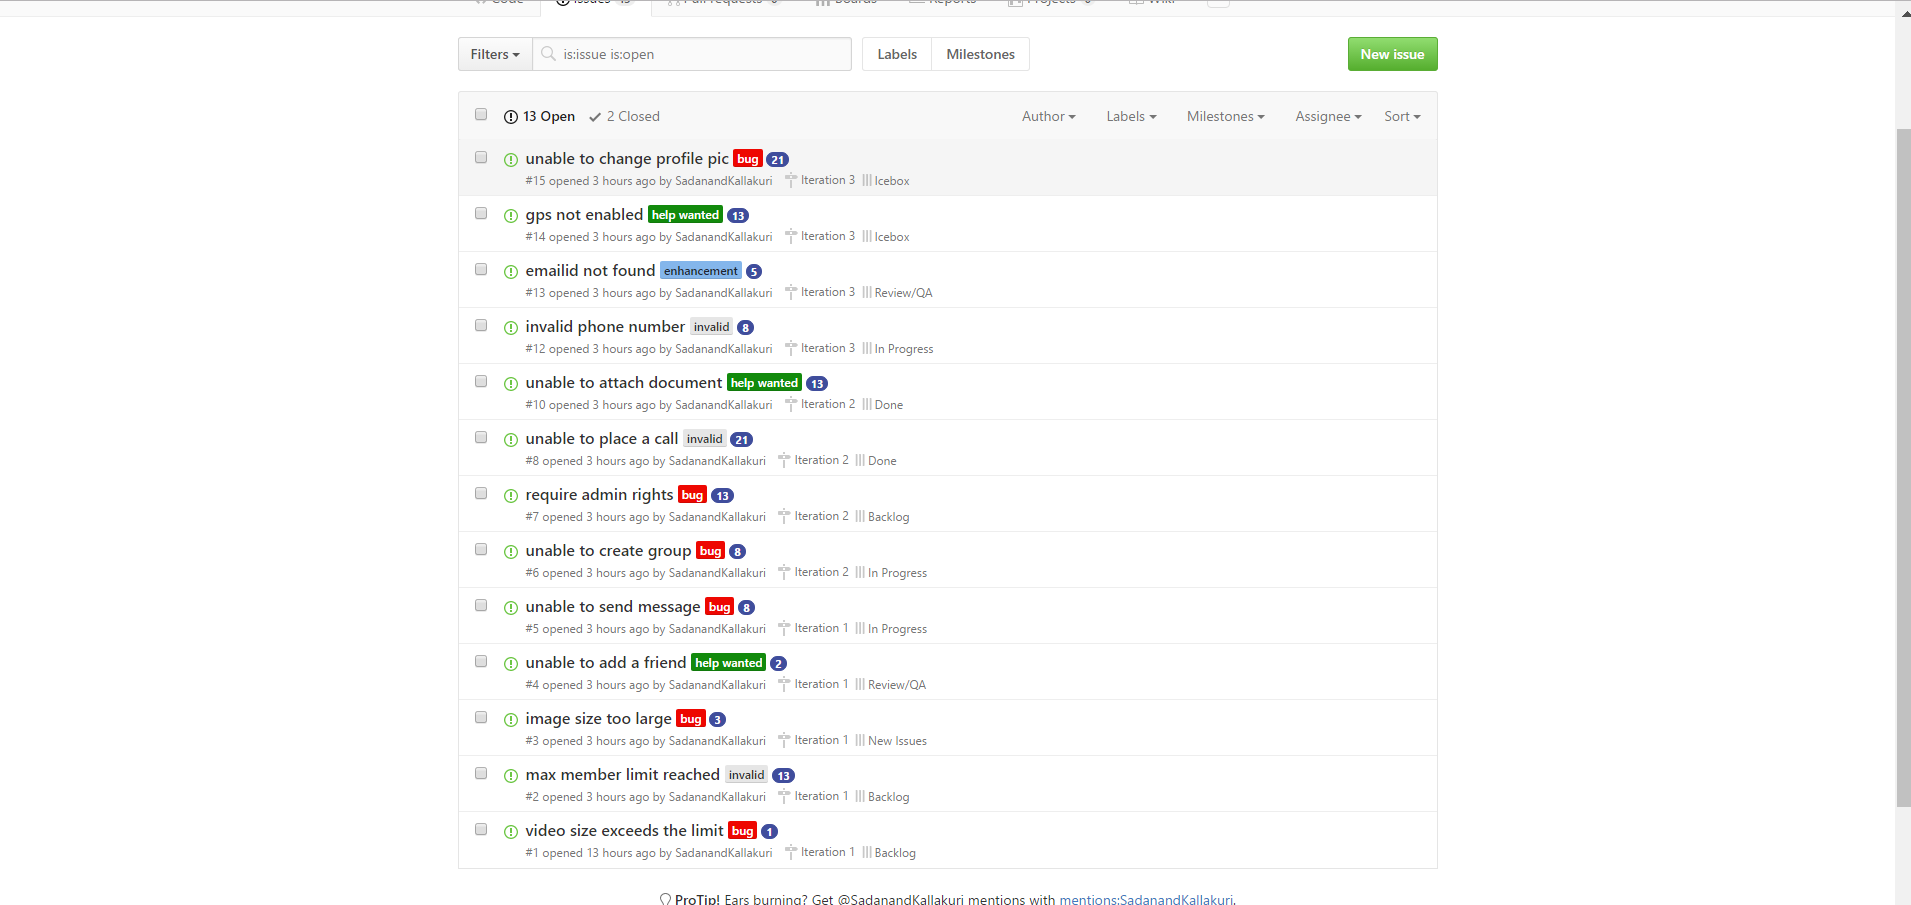 Code Issues 13 Pull requests 0 Boards Reports Projects 0 Wiki
Filters is:issue is:open Labels Milestones New issue
13 Open 2 Closed Author Labels Milestones Assignee Sort
unable to change profile pic bug 21
#15 opened 3 hours ago by SadanandKallakuri Iteration 3 Icebox
gps not enabled help wanted 13
#14 opened 3 hours ago by SadanandKallakuri Iteration 3 Icebox
emailid not found enhancement 5
#13 opened 3 hours ago by SadanandKallakuri Iteration 3 Review/QA
invalid phone number invalid 8
#12 opened 3 hours ago by SadanandKallakuri Iteration 3 In Progress
unable to attach document help wanted 13
#10 opened 3 hours ago by SadanandKallakuri Iteration 2 Done
unable to place a call invalid 21
#8 opened 3 hours ago by SadanandKallakuri Iteration 2 Done
require admin rights bug 13
#7 opened 3 hours ago by SadanandKallakuri Iteration 2 Backlog
unable to create group bug 8
#6 opened 3 hours ago by SadanandKallakuri Iteration 2 In Progress
unable to send message bug 8
#5 opened 3 hours ago by SadanandKallakuri Iteration 1 In Progress
unable to add a friend help wanted 2
#4 opened 3 hours ago by SadanandKallakuri Iteration 1 Review/QA
image size too large bug 3
#3 opened 3 hours ago by SadanandKallakuri Iteration 1 New Issues
max member limit reached invalid 13
#2 opened 3 hours ago by SadanandKallakuri Iteration 1 Backlog
video size exceeds the limit bug 1
#1 opened 13 hours ago by SadanandKallakuri Iteration 1 Backlog
ProTip! Ears burning? Get @SadanandKallakuri mentions with mentions:SadanandKallakuri.